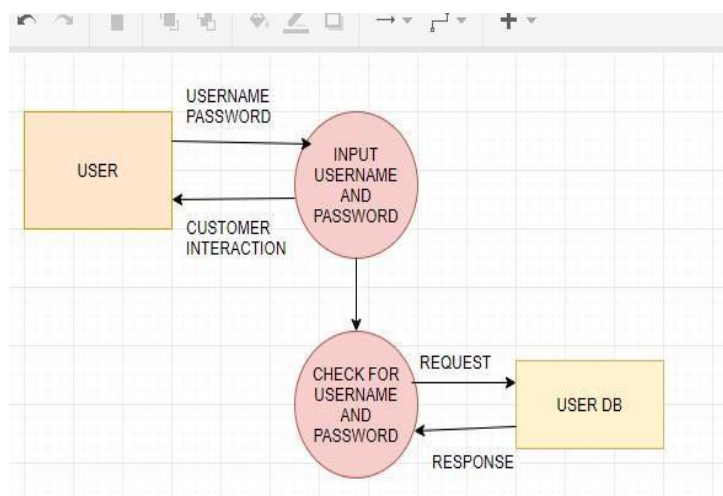 USERNAME
PASSWORD
USER
INPUT
USERNAME
AND
PASSWORD
CUSTOMER
INTERACTION
CHECK FOR
USERNAME
AND
PASSWORD
REQUEST
USER DB
RESPONSE